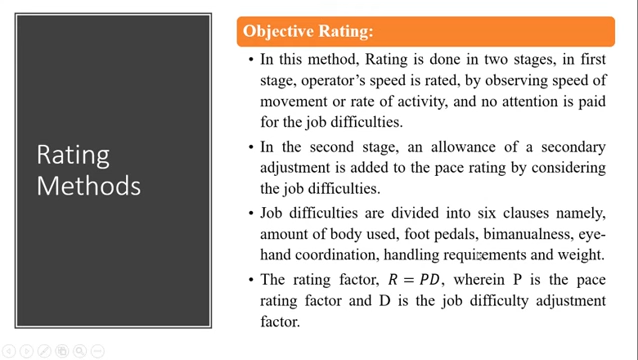 Rating
Methods
Objective Rating:
• In this method, Rating is done in two stages, in first
stage, operator's speed is rated, by observing speed of
movement or rate of activity, and no attention is paid
for the job difficulties.
• In the second stage, an allowance of a secondary
adjustment is added to the pace rating by considering
the job difficulties.
• Job difficulties are divided into six clauses namely,
amount of body used, foot pedals, bimanualness, eye-
hand coordination, handling requirements and weight.
• The rating factor, R = PD, wherein P is the pace
rating factor and D is the job difficulty adjustment
factor.